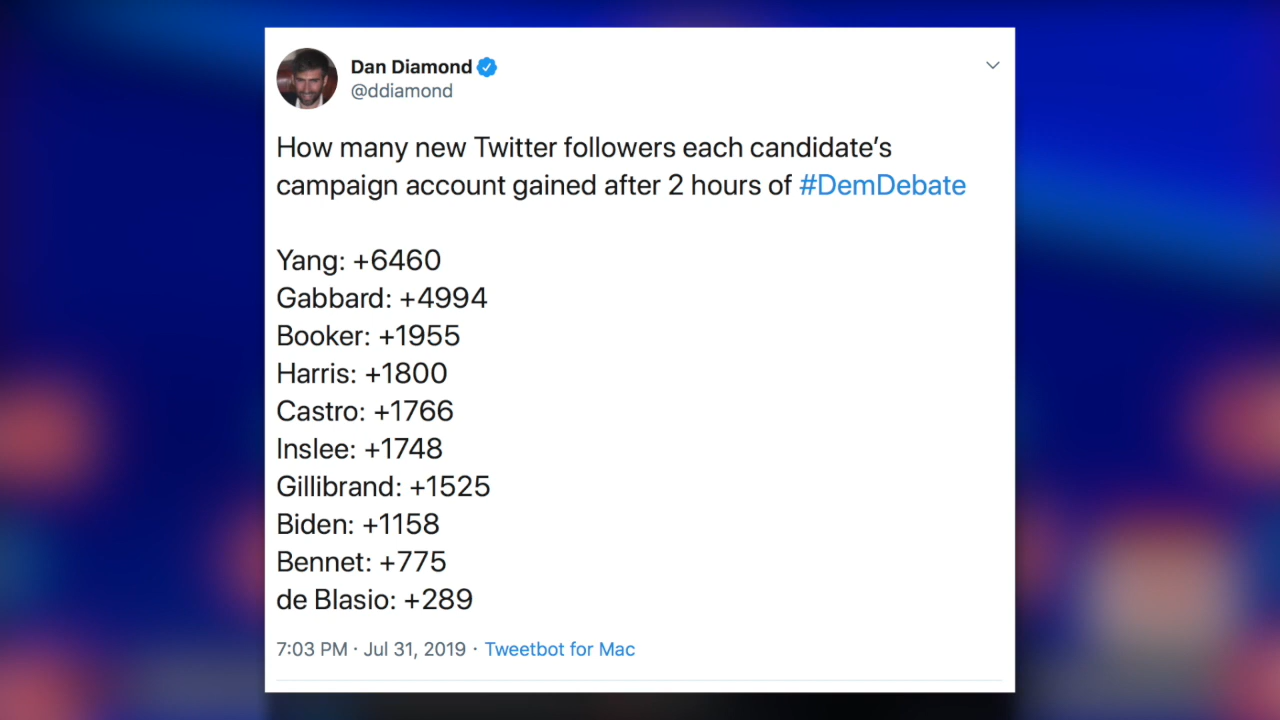 Dan Diamond
@ddiamond
How many new Twitter followers each candidate's
campaign account gained after 2 hours of #DemDebate
Yang: +6460
Gabbard: +4994
Booker: +1955
Harris: +1800
Castro: +1766
Inslee: +1748
Gillibrand: +1525
Biden: +1158
Bennet: +775
de Blasio: +289
7:03 PM · Jul 31, 2019 · Tweetbot for Mac